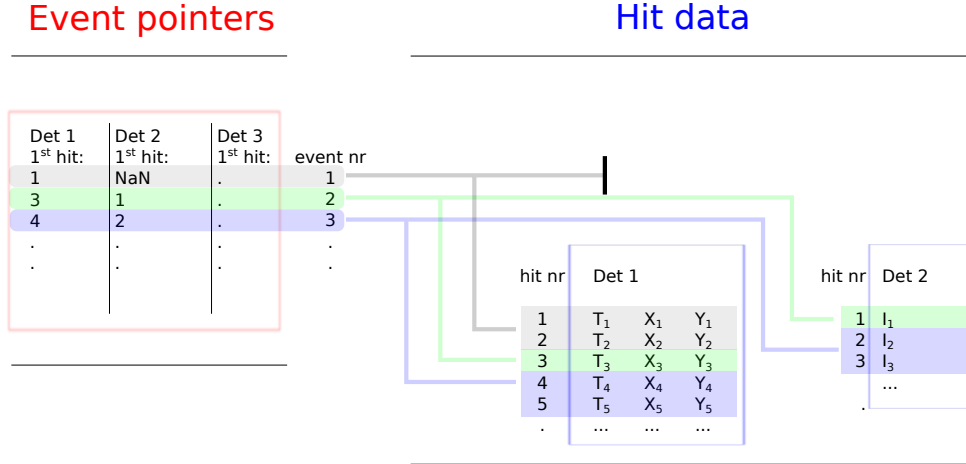 Event pointers
Hit data
Det 1 Det 2 Det 3
1st hit: 1st hit: 1st hit: event nr
1 NaN . 1
3 1 . 2
4 2 . 3
. . . .
. . . .
hit nr Det 1
1 T1 X1 Y1
2 T2 X2 Y2
3 T3 X3 Y3
4 T4 X4 Y4
5 T5 X5 Y5
. ... ... ...
hit nr Det 2
1 I1
2 I2
3 I3
...
.